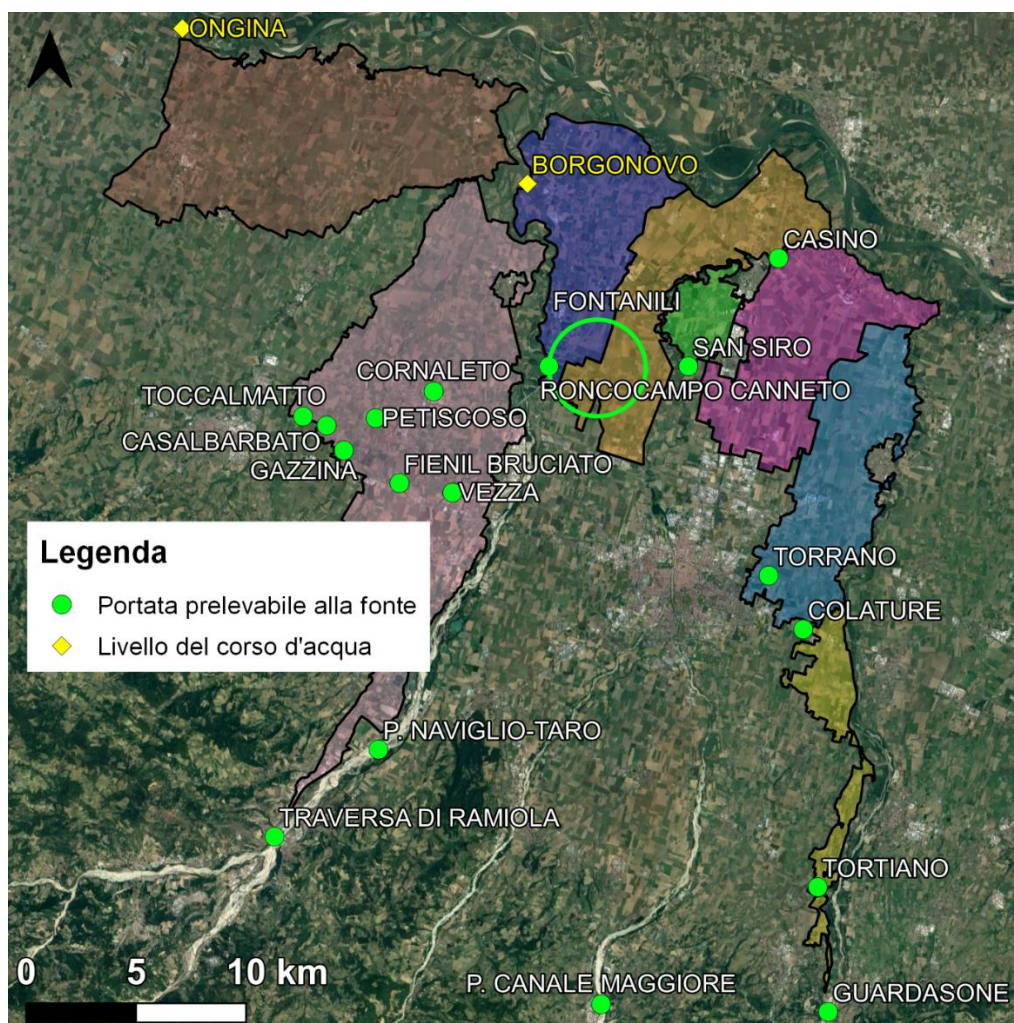 ONGINA
BORGONOVO
CASINO
FONTANILI
SAN SIRO
CORNALETO
RONCOCAMPO CANNETO
TOCCALMATTO
PETISCOSO
CASALBARBATO
GAZZINA
FIENIL BRUCIATO
VEZZA
Legenda
Portata prelevabile alla fonte
Livello del corso d'acqua
TORRANO
COLATURE
P. NAVIGLIO-TARO
TRAVERSA DI RAMIOLA
TORTIANO
0 5 10 km
P. CANALE MAGGIORE
GUARDASONE